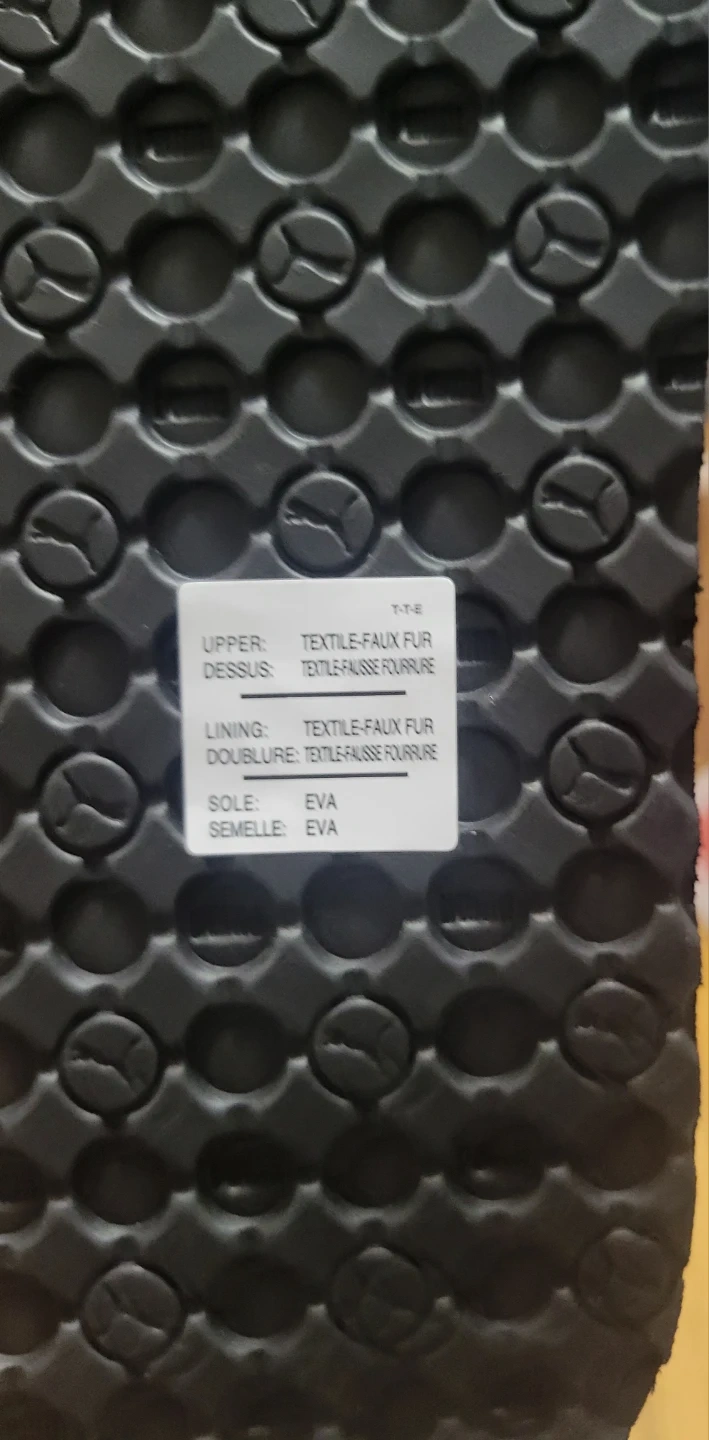 T-T-E
UPPER: TEXTILE-FAUX FUR
DESSUS: TEXTILE-FAUSSE FOURRURE
LINING: TEXTILE-FAUX FUR
DOUBLURE: TEXTILE-FAUSSE FOURRURE
SOLE: EVA
SEMELLE: EVA